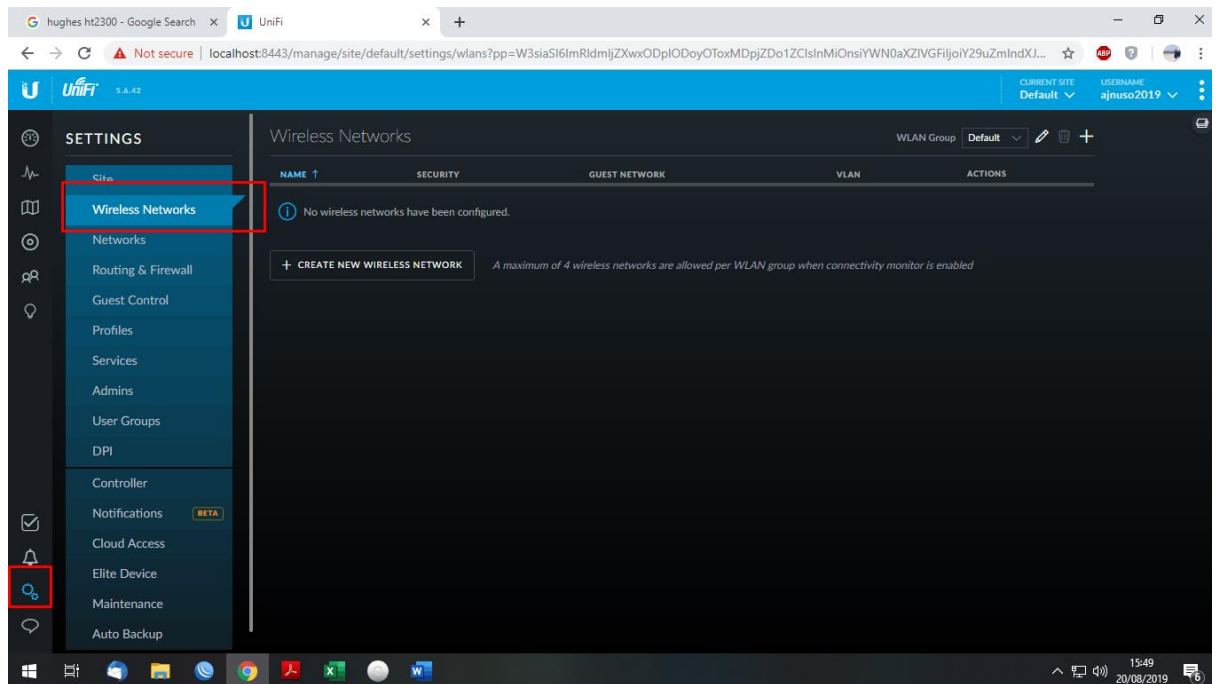 hughes ht2300 - Google Search
UniFi
Not secure | localhost:8443/manage/site/default/settings/wlans?pp=
UniFi 5.6.42
CURRENT SITE
Default
USERNAME
ajnuso2019
SETTINGS
Site
Wireless Networks
Networks
Routing & Firewall
Guest Control
Profiles
Services
Admins
User Groups
DPI
Controller
Notifications BETA
Cloud Access
Elite Device
Maintenance
Auto Backup
Wireless Networks
WLAN Group Default
NAME ↑ SECURITY GUEST NETWORK VLAN ACTIONS
No wireless networks have been configured.
+ CREATE NEW WIRELESS NETWORK A maximum of 4 wireless networks are allowed per WLAN group when connectivity monitor is enabled
15:49
20/08/2019
6